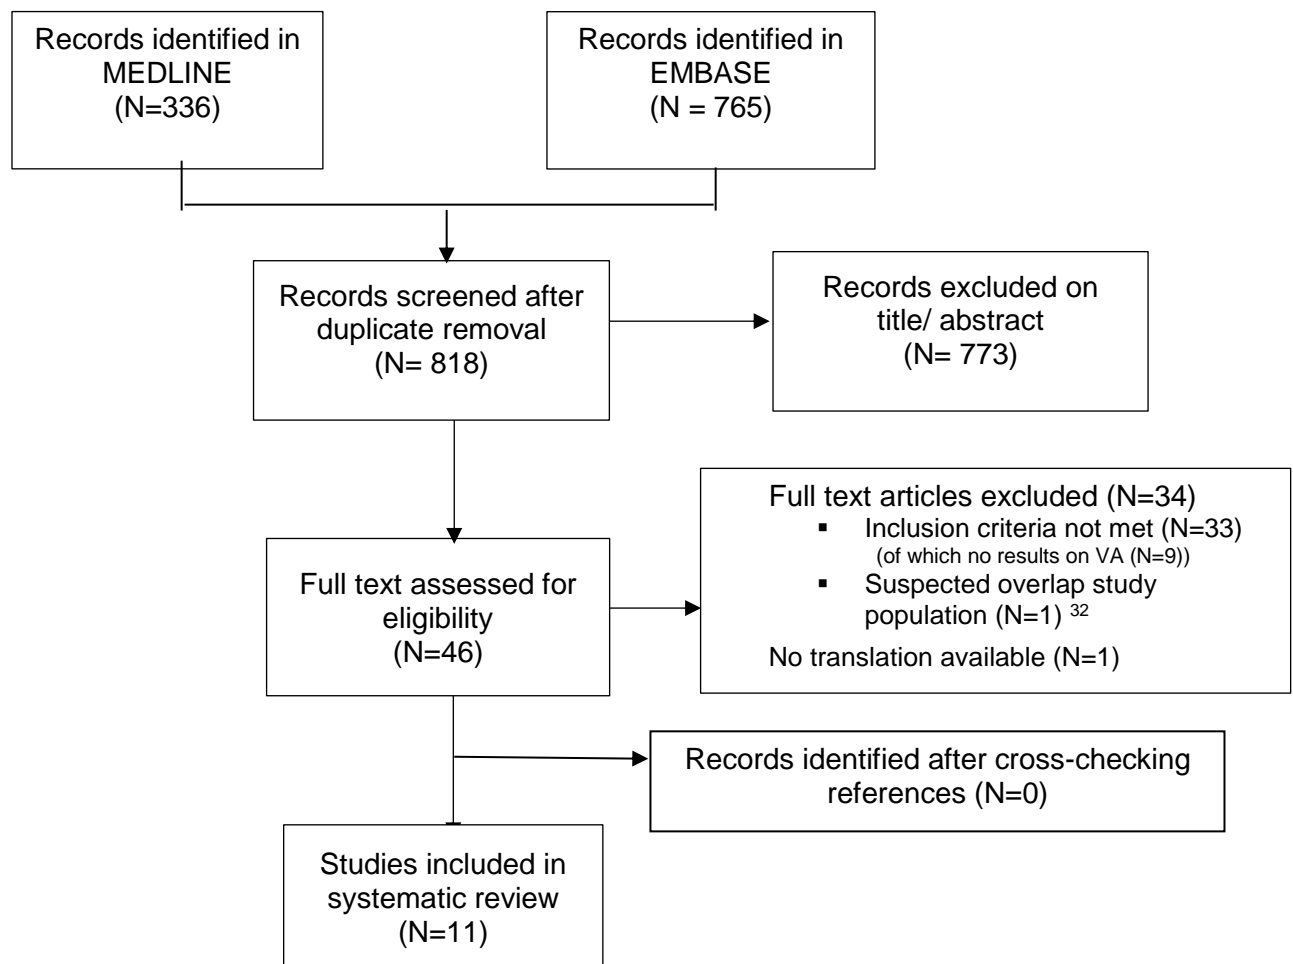 Records identified in
MEDLINE
(N=336)
Records identified in
EMBASE
(N = 765)
Records screened after
duplicate removal
(N= 818)
Records excluded on
title/ abstract
(N= 773)
Full text assessed for
eligibility
(N=46)
Full text articles excluded (N=34)
▪ Inclusion criteria not met (N=33)
(of which no results on VA (N=9))
▪ Suspected overlap study
population (N=1) 32
No translation available (N=1)
Records identified after cross-checking
references (N=0)
Studies included in
systematic review
(N=11)